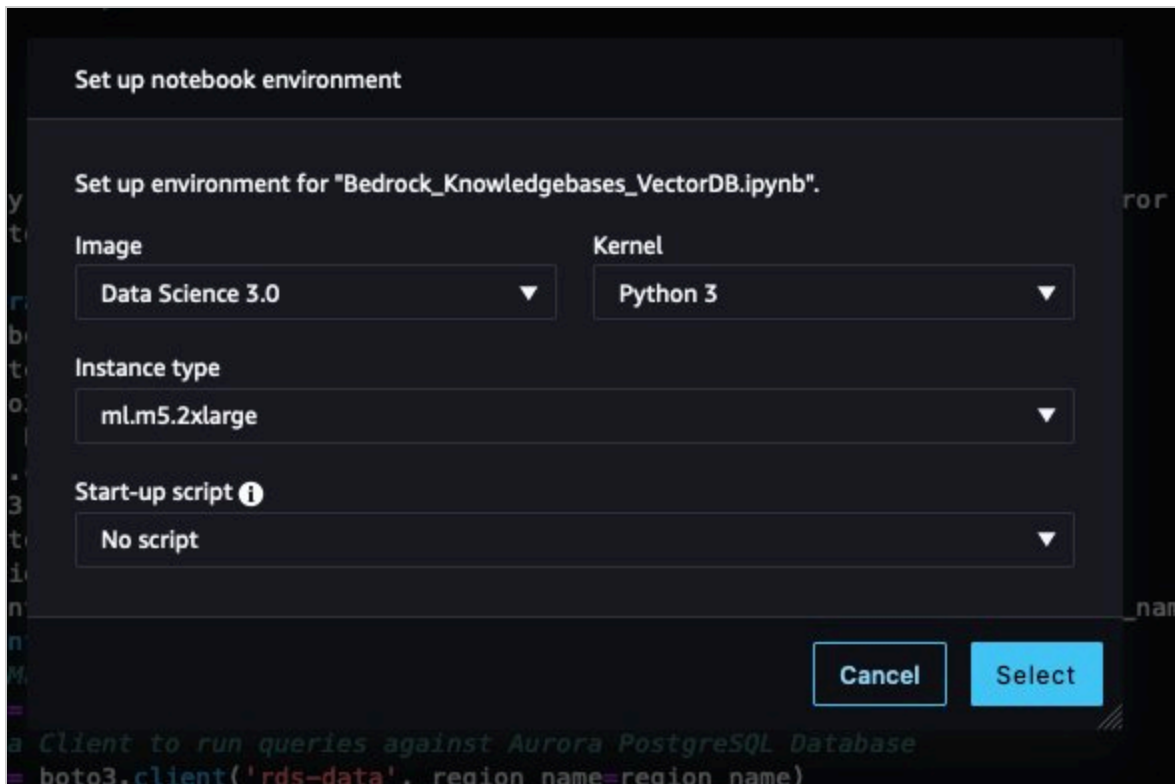 Set up notebook environment
Set up environment for "Bedrock_Knowledgebases_VectorDB.ipynb".
Image
Kernel
Data Science 3.0
Python 3
Instance type
ml.m5.2xlarge
Start-up script
No script
Cancel
Select
a Client to run queries against Aurora PostgreSQL Database
= boto3.client('rds-data', region_name=region_name)